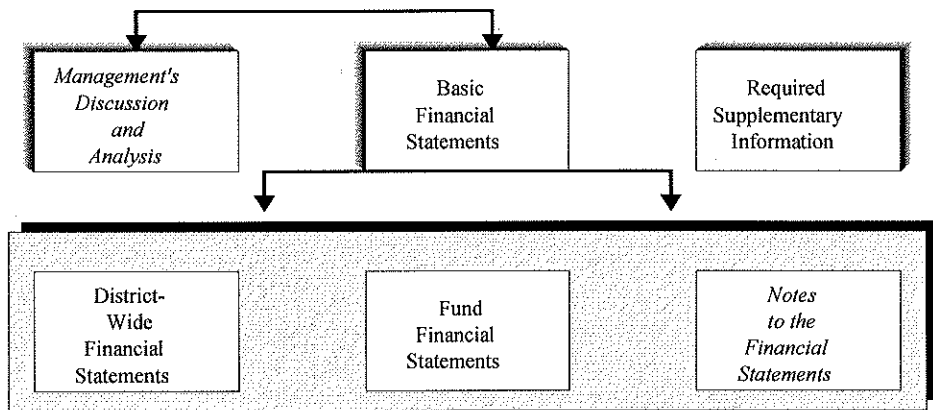 Management's
Discussion
and
Analysis
Basic
Financial
Statements
Required
Supplementary
Information
District-
Wide
Financial
Statements
Fund
Financial
Statements
Notes
to the
Financial
Statements